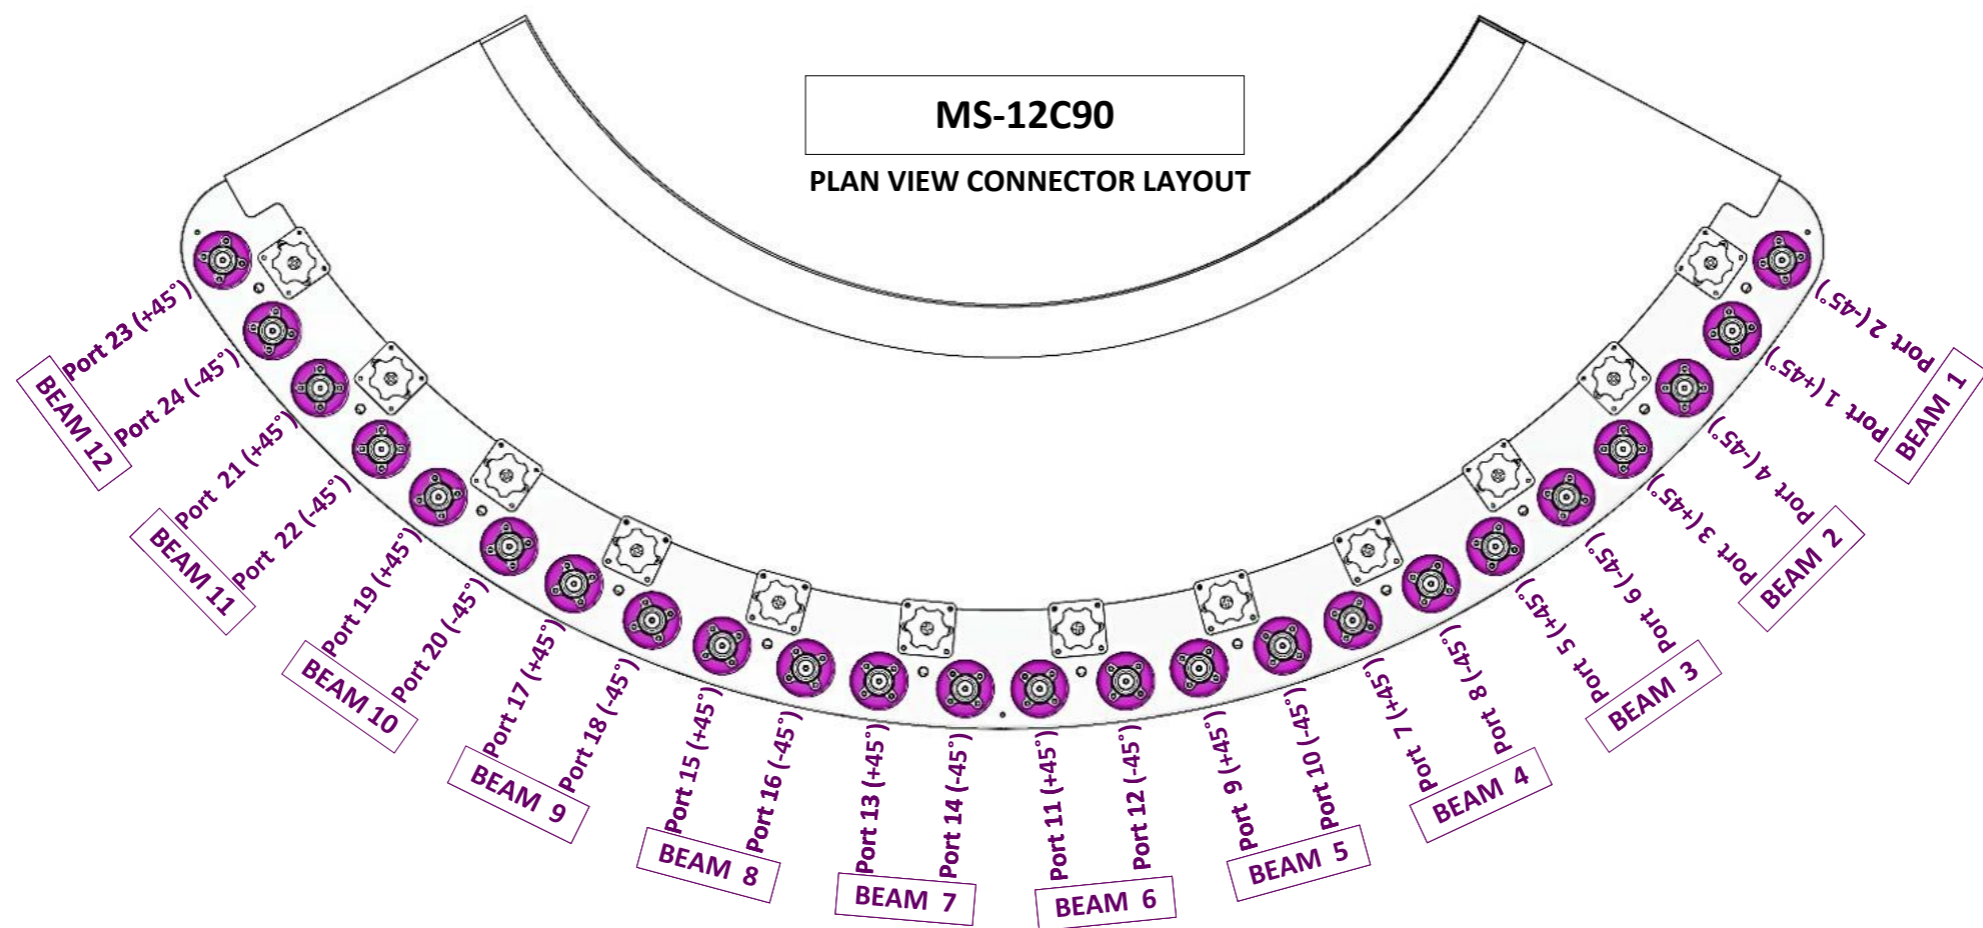 MS-12C90
PLAN VIEW CONNECTOR LAYOUT
Port 23 (+45°)
Port 24 (-45°)
BEAM 12
Port 21 (+45°)
Port 22 (-45°)
BEAM 11
Port 19 (+45°)
Port 20 (-45°)
BEAM 10
Port 17 (+45°)
Port 18 (-45°)
BEAM 9
Port 15 (+45°)
Port 16 (-45°)
BEAM 8
Port 13 (+45°)
Port 14 (-45°)
BEAM 7
Port 11 (+45°)
Port 12 (-45°)
BEAM 6
Port 9 (+45°)
Port 10 (-45°)
BEAM 5
Port 7 (+45°)
Port 8 (-45°)
BEAM 4
Port 5 (+45°)
Port 6 (-45°)
BEAM 3
Port 3 (+45°)
Port 4 (-45°)
BEAM 2
Port 1 (+45°)
Port 2 (-45°)
BEAM 1